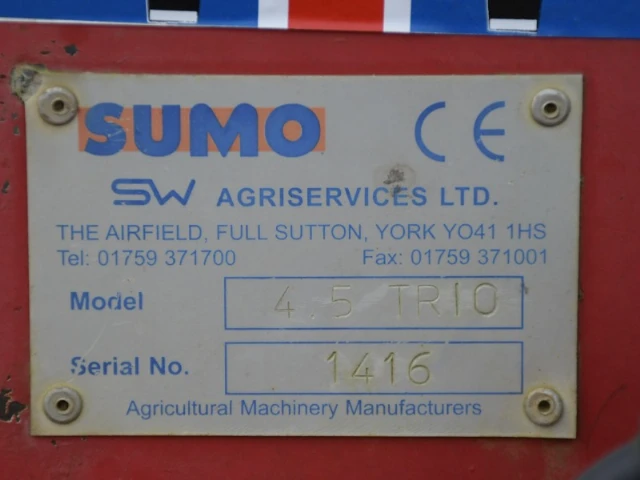 SUMO CE
SW AGRISERVICES LTD.
THE AIRFIELD, FULL SUTTON, YORK YO41 1HS
Tel: 01759 371700 Fax: 01759 371001
Model 4.5 TRIO
Serial No. 1416
Agricultural Machinery Manufacturers